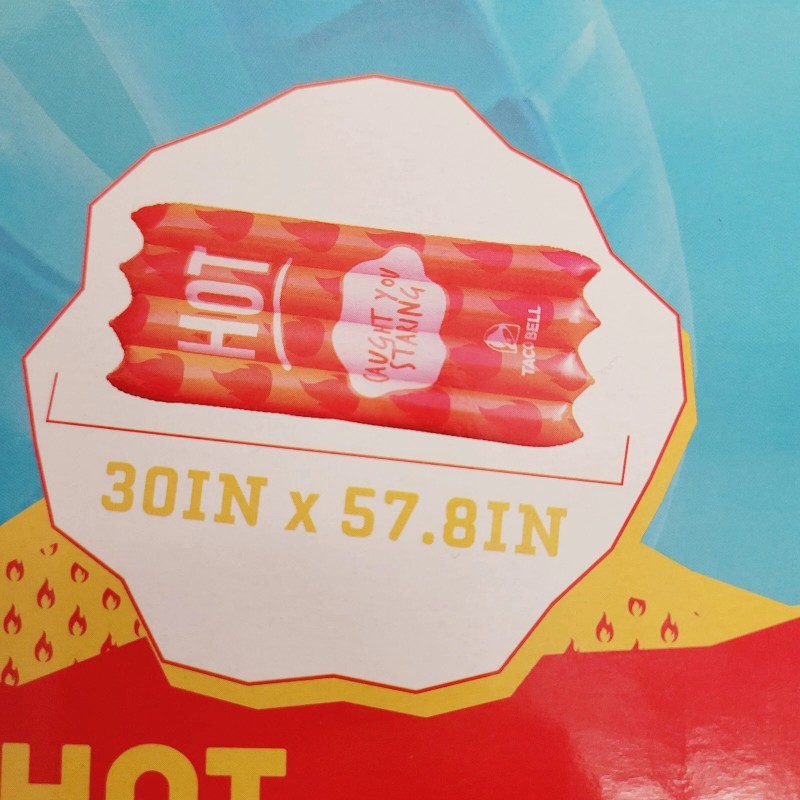 HOT
CAUGHT YOU
STARING
TACO BELL
30IN x 57.8IN
HOT